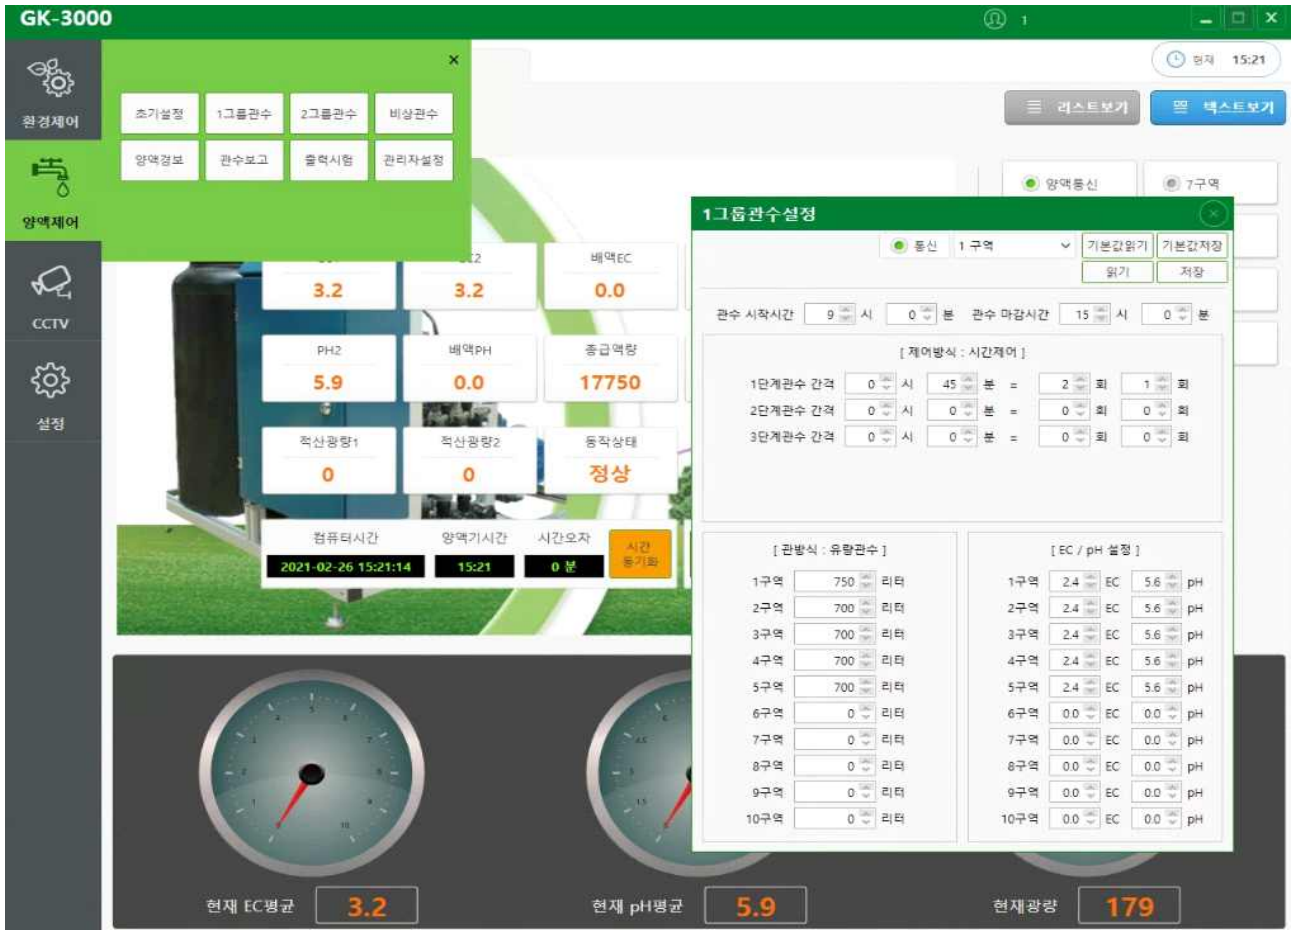 GK-3000
1
현재 15:21
환경제어
양액제어
CCTV
설정
초기설정 1그룹관수 2그룹관수 비상관수
양액경보 관수보고 출력시험 관리자설정
리스트보기 텍스트보기
양액통신 7구역
배액EC
3.2 3.2 0.0
PH2 배액PH 총급액량
5.9 0.0 17750
적산광량1 적산광량2 동작상태
0 0 정상
컴퓨터시간 양액기시간 시간오차 시간동기화
2021-02-26 15:21:14 15:21 0 분
1그룹관수설정
통신 1 구역 기본값읽기 기본값저장
읽기 저장
관수 시작시간 9 시 0 분 관수 마감시간 15 시 0 분
[ 제어방식 : 시간제어 ]
1단계관수 간격 0 시 45 분 = 2 회 1 회
2단계관수 간격 0 시 0 분 = 0 회 0 회
3단계관수 간격 0 시 0 분 = 0 회 0 회
[ 관방식 : 유량관수 ]
1구역 750 리터
2구역 700 리터
3구역 700 리터
4구역 700 리터
5구역 700 리터
6구역 0 리터
7구역 0 리터
8구역 0 리터
9구역 0 리터
10구역 0 리터
[ EC / pH 설정 ]
1구역 2.4 EC 5.6 pH
2구역 2.4 EC 5.6 pH
3구역 2.4 EC 5.6 pH
4구역 2.4 EC 5.6 pH
5구역 2.4 EC 5.6 pH
6구역 0.0 EC 0.0 pH
7구역 0.0 EC 0.0 pH
8구역 0.0 EC 0.0 pH
9구역 0.0 EC 0.0 pH
10구역 0.0 EC 0.0 pH
현재 EC평균 3.2
현재 pH평균 5.9
현재광량 179